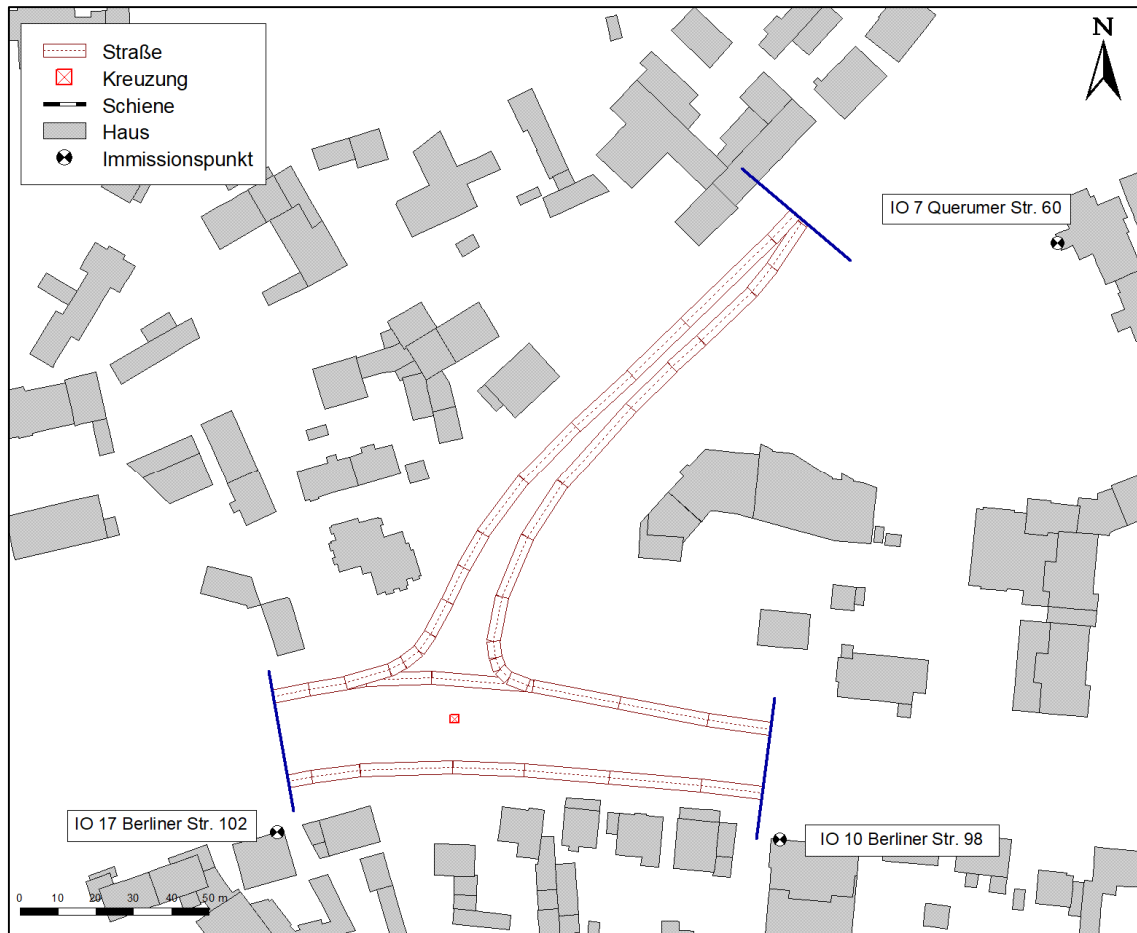 Straße
Kreuzung
Schiene
Haus
Immissionspunkt
N
IO 7 Querumer Str. 60
IO 17 Berliner Str. 102
IO 10 Berliner Str. 98
0 10 20 30 40 50 m